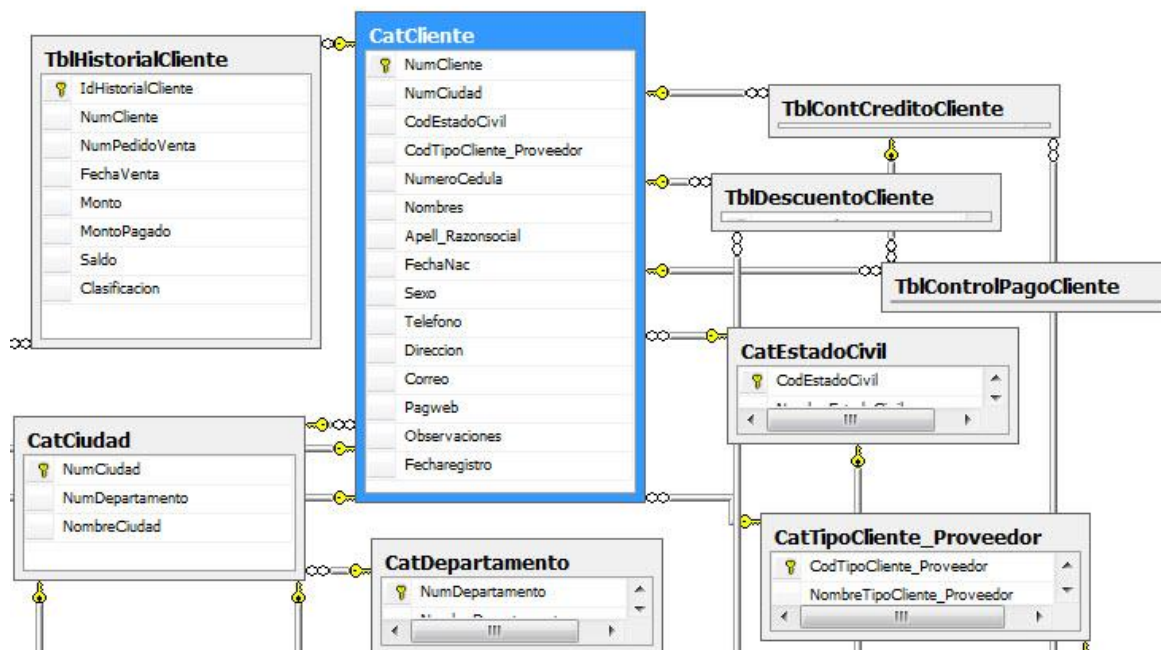 TblHistorialCliente
IdHistorialCliente
NumCliente
NumPedidoVenta
FechaVenta
Monto
MontoPagado
Saldo
Clasificacion
CatCliente
NumCliente
NumCiudad
CodEstadoCivil
CodTipoCliente_Proveedor
NumeroCedula
Nombres
Apell_Razonsocial
FechaNac
Sexo
Telefono
Direccion
Correo
Pagweb
Observaciones
Fecharegistro
TblContCreditoCliente
TblDescuentoCliente
TblControlPagoCliente
CatEstadoCivil
CodEstadoCivil
CatCiudad
NumCiudad
NumDepartamento
NombreCiudad
CatDepartamento
NumDepartamento
CatTipoCliente_Proveedor
CodTipoCliente_Proveedor
NombreTipoCliente_Proveedor